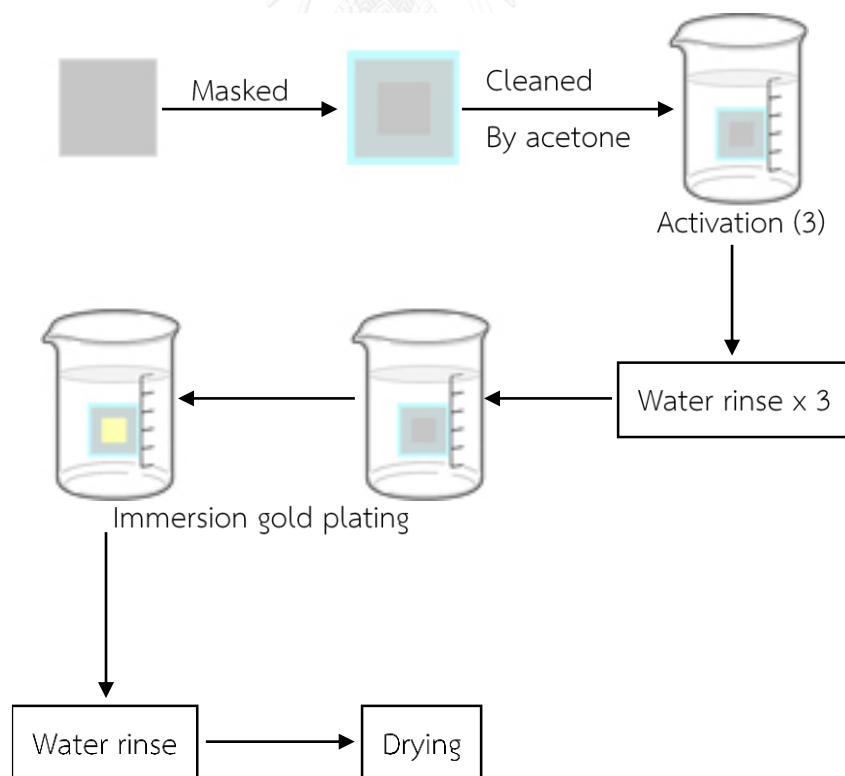 Masked
Cleaned
By acetone
Activation (3)
Water rinse x 3
Immersion gold plating
Water rinse
Drying